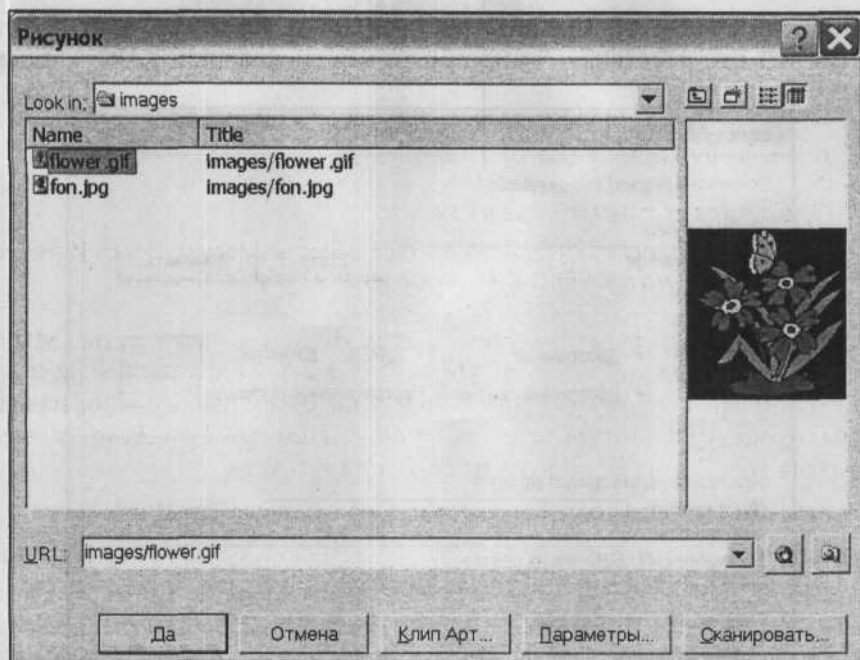 Рисунок
Look in: images
Name Title
flower.gif images/flower.gif
fon.jpg images/fon.jpg
URL: images/flower.gif
Да Отмена Клип Арт... Параметры... Сканировать...